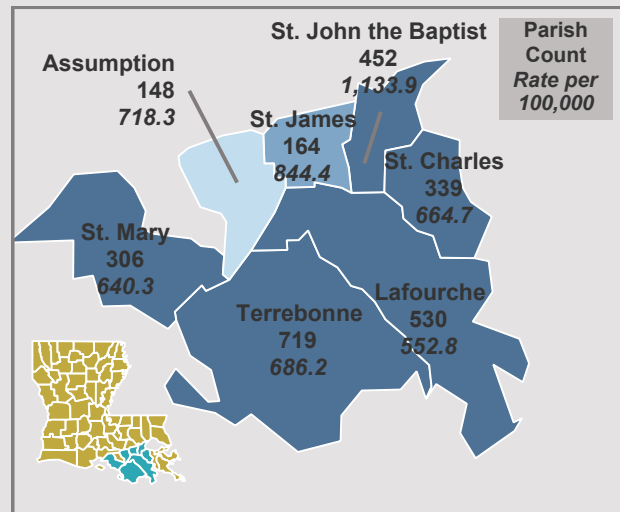 St. John the Baptist
452
1,133.9
Parish
Count
Rate per
100,000
Assumption
148
718.3
St. James
164
844.4
St. Charles
339
664.7
St. Mary
306
640.3
Terrebonne
719
686.2
Lafourche
530
552.8